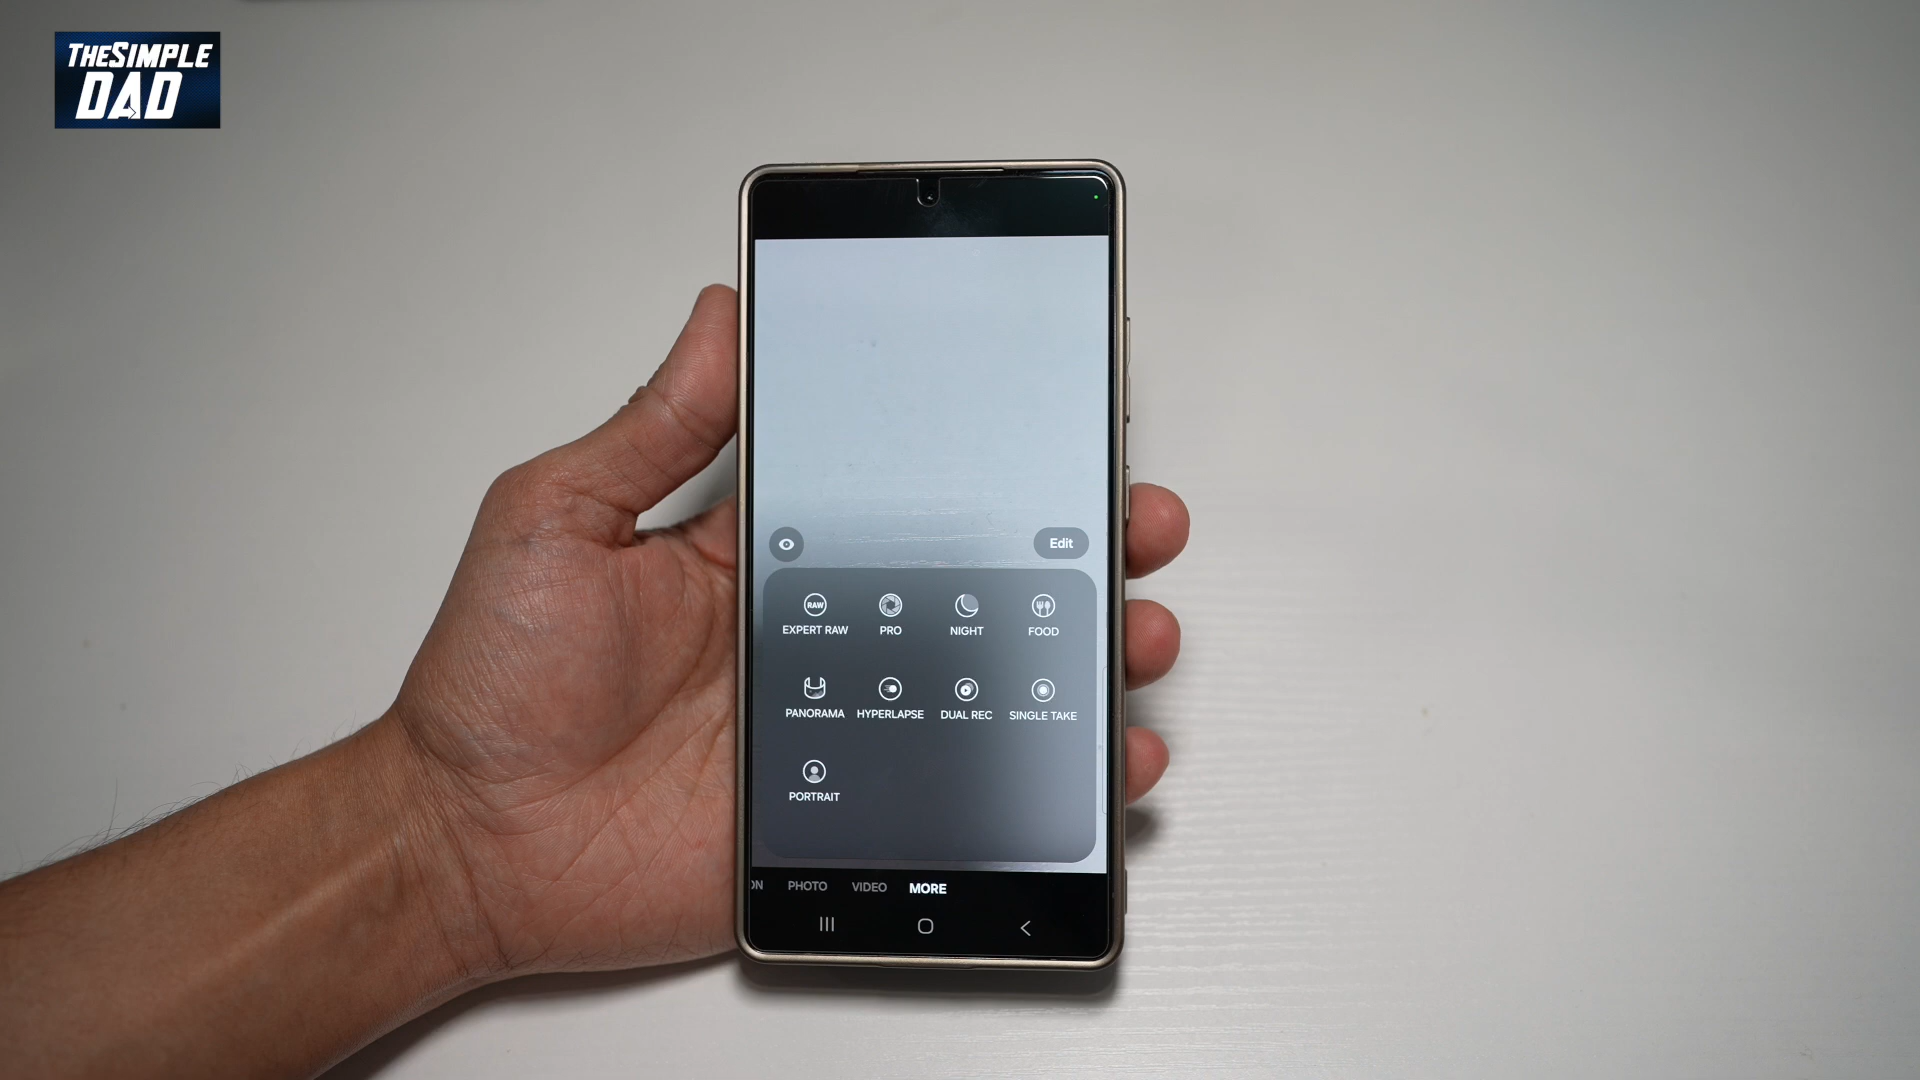 THESIMPLE
DAD
Edit
RAW
EXPERT RAW PRO NIGHT FOOD
PANORAMA HYPERLAPSE DUAL REC SINGLE TAKE
PORTRAIT
ON PHOTO VIDEO MORE